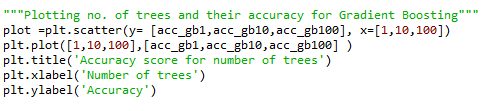 """Plotting no. of trees and their accuracy for Gradient Boosting"""
plot =plt.scatter(y= [acc_gb1,acc_gb10,acc_gb100], x=[1,10,100])
plt.plot([1,10,100],[acc_gb1,acc_gb10,acc_gb100] )
plt.title('Accuracy score for number of trees')
plt.xlabel('Number of trees')
plt.ylabel('Accuracy')